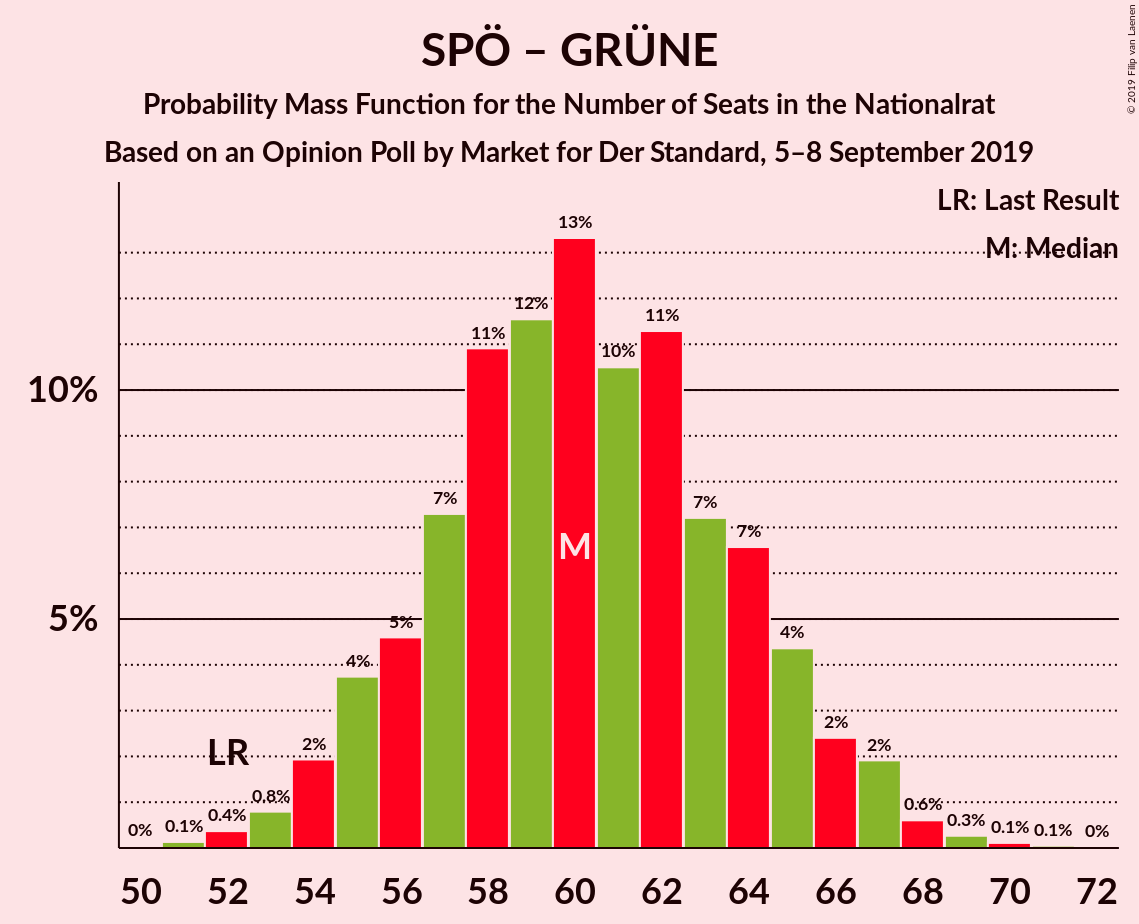 SPÖ – GRÜNE
Probability Mass Function for the Number of Seats in the Nationalrat
Based on an Opinion Poll by Market for Der Standard, 5–8 September 2019
© 2019 Filip van Laenen
LR: Last Result
M: Median
10%
5%
0% 0.1% 0.4% 0.8% 2% 4% 5% 7% 11% 12% 13% 10% 11% 7% 7% 4% 2% 2% 0.6% 0.3% 0.1% 0.1% 0%
LR
M
50 52 54 56 58 60 62 64 66 68 70 72